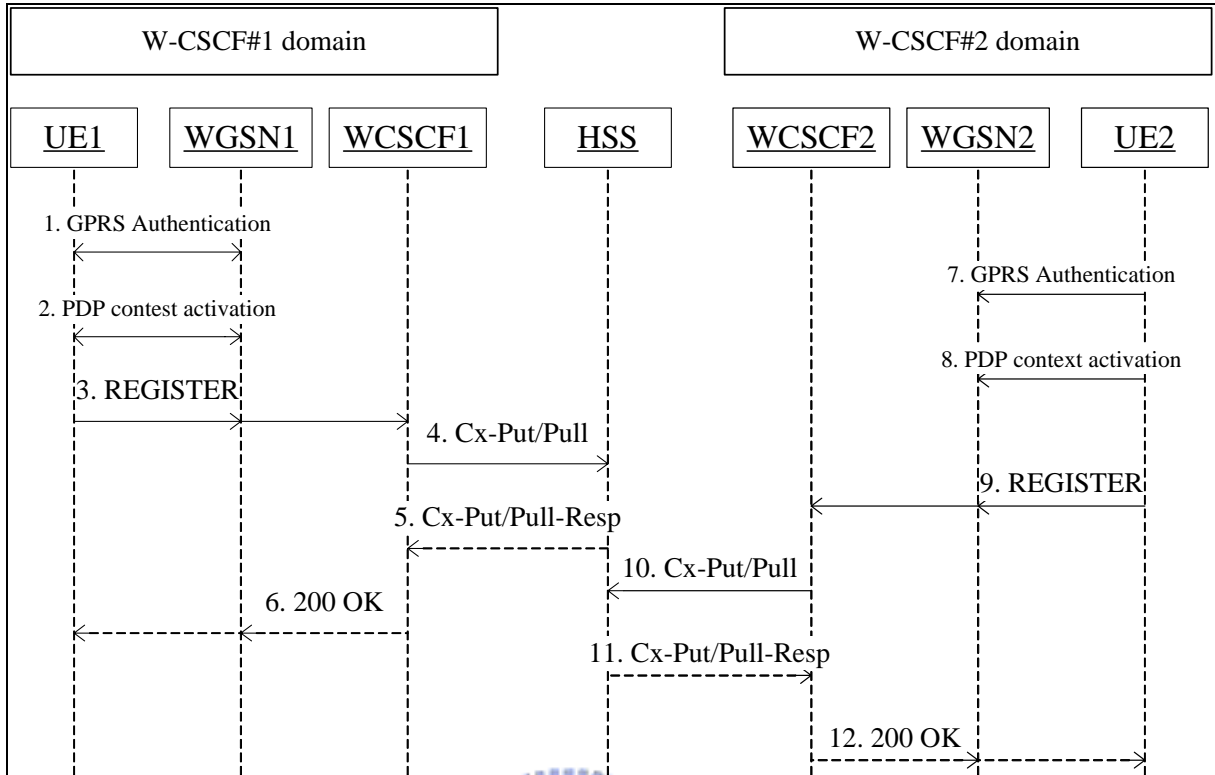 W-CSCF#1 domain
W-CSCF#2 domain
UE1
WGSN1
WCSCF1
HSS
WCSCF2
WGSN2
UE2
1. GPRS Authentication
7. GPRS Authentication
2. PDP contest activation
8. PDP context activation
3. REGISTER
4. Cx-Put/Pull
9. REGISTER
5. Cx-Put/Pull-Resp
10. Cx-Put/Pull
6. 200 OK
11. Cx-Put/Pull-Resp
12. 200 OK